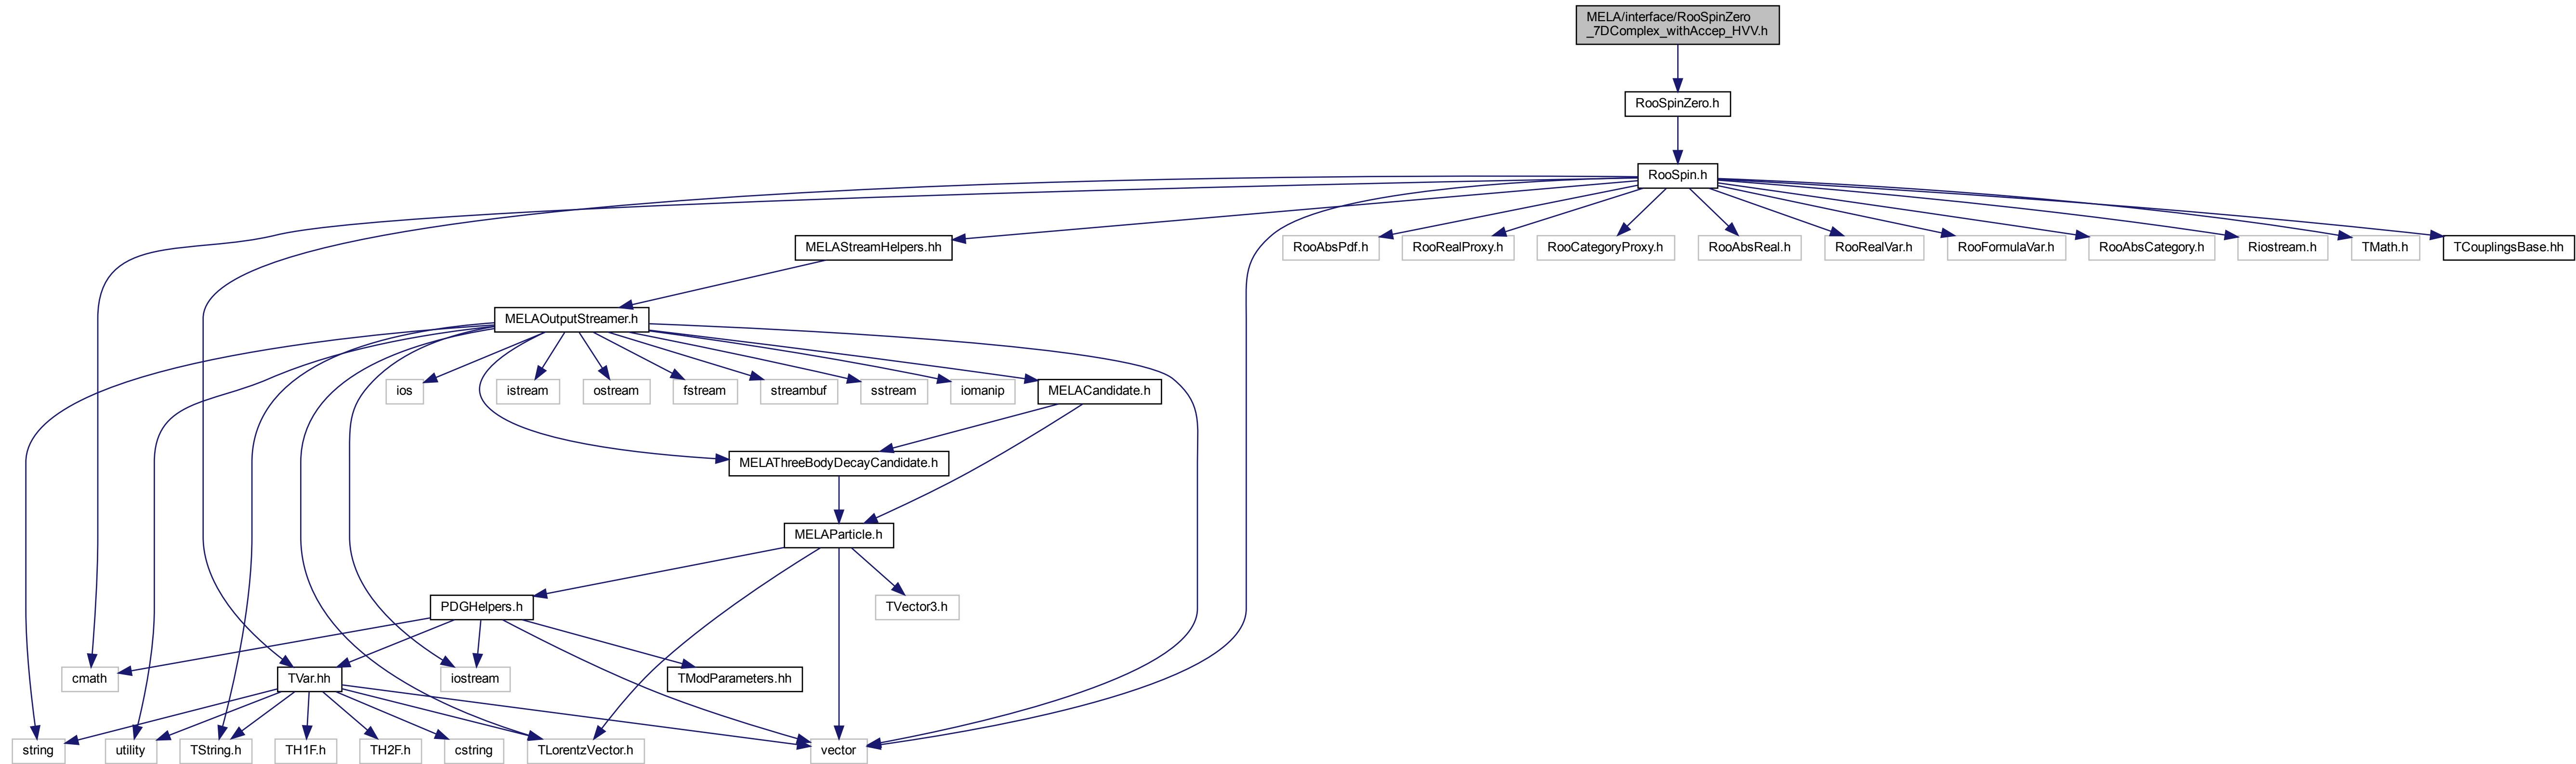 MELA/interface/RooSpinZero
_7DComplex_withAccep_HVV.h
RooSpinZero.h
RooSpin.h
MELAStreamHelpers.hh
RooAbsPdf.h
RooRealProxy.h
RooCategoryProxy.h
RooAbsReal.h
RooRealVar.h
RooFormulaVar.h
RooAbsCategory.h
Riostream.h
TMath.h
TCouplingsBase.hh
MELAOutputStreamer.h
ios
istream
ostream
fstream
streambuf
sstream
iomanip
MELACandidate.h
MELAThreeBodyDecayCandidate.h
MELAParticle.h
PDGHelpers.h
TVector3.h
cmath
TVar.hh
iostream
TModParameters.hh
string
utility
TString.h
TH1F.h
TH2F.h
cstring
TLorentzVector.h
vector